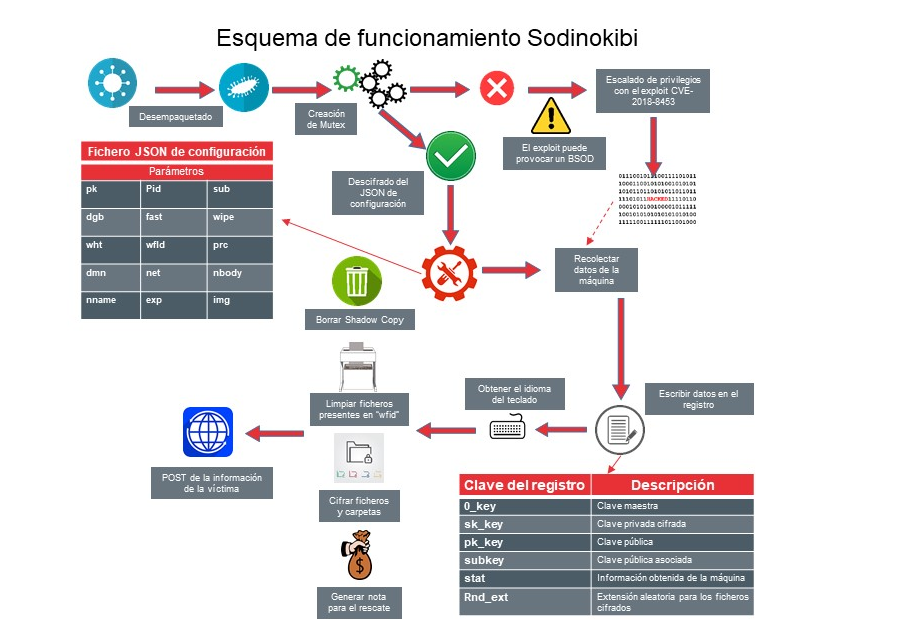 Esquema de funcionamiento Sodinokibi
Desempaquetado
Creación
de Mutex
Escalado de privilegios
con el exploit CVE-
2018-8453
El exploit puede
provocar un BSOD
Fichero JSON de configuración
Parámetros
pk Pid sub
dgb fast wipe
wht wfld prc
dmn net nbody
nname exp img
Descifrado del
JSON de
configuración
HACKED
Recolectar
datos de la
máquina
Borrar Shadow Copy
Limpiar ficheros
presentes en "wfid"
Obtener el idioma
del teclado
Escribir datos en el
registro
POST de la información
de la víctima
Cifrar ficheros
y carpetas
Generar nota
para el rescate
Clave del registro Descripción
0_key Clave maestra
sk_key Clave privada cifrada
pk_key Clave pública
subkey Clave pública asociada
stat Información obtenida de la máquina
Rnd_ext Extensión aleatoria para los ficheros
cifrados